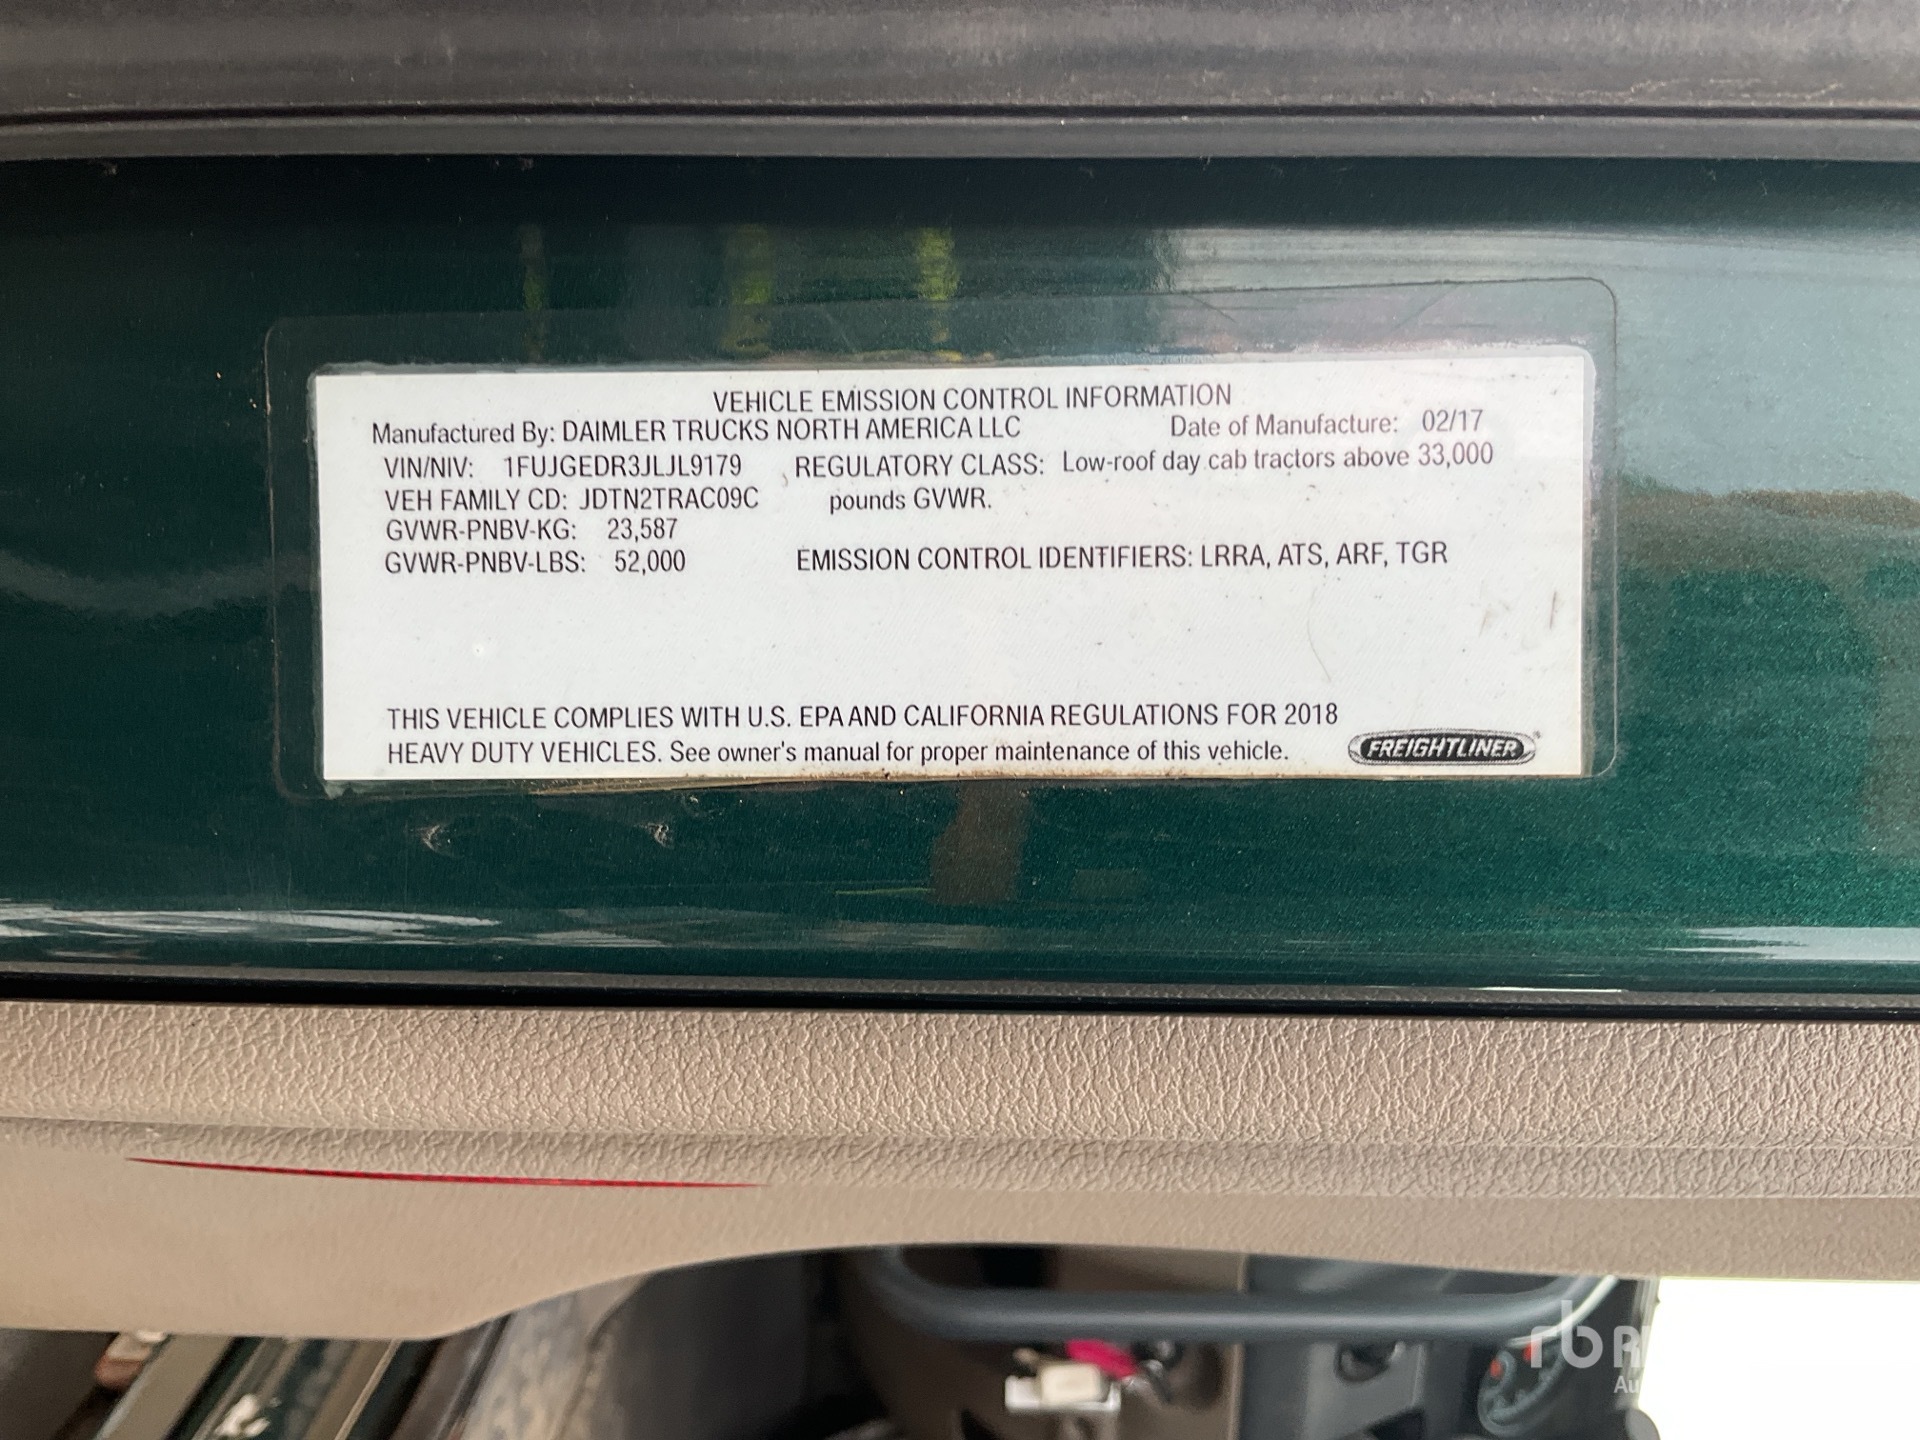 VEHICLE EMISSION CONTROL INFORMATION
Manufactured By: DAIMLER TRUCKS NORTH AMERICA LLC Date of Manufacture: 02/17
VIN/NIV: 1FUJGEDR3JLJL9179 REGULATORY CLASS: Low-roof day cab tractors above 33,000
VEH FAMILY CD: JDTN2TRAC09C pounds GVWR.
GVWR-PNBV-KG: 23,587
GVWR-PNBV-LBS: 52,000 EMISSION CONTROL IDENTIFIERS: LRRA, ATS, ARF, TGR
THIS VEHICLE COMPLIES WITH U.S. EPA AND CALIFORNIA REGULATIONS FOR 2018
HEAVY DUTY VEHICLES. See owner's manual for proper maintenance of this vehicle.
FREIGHTLINER
rb